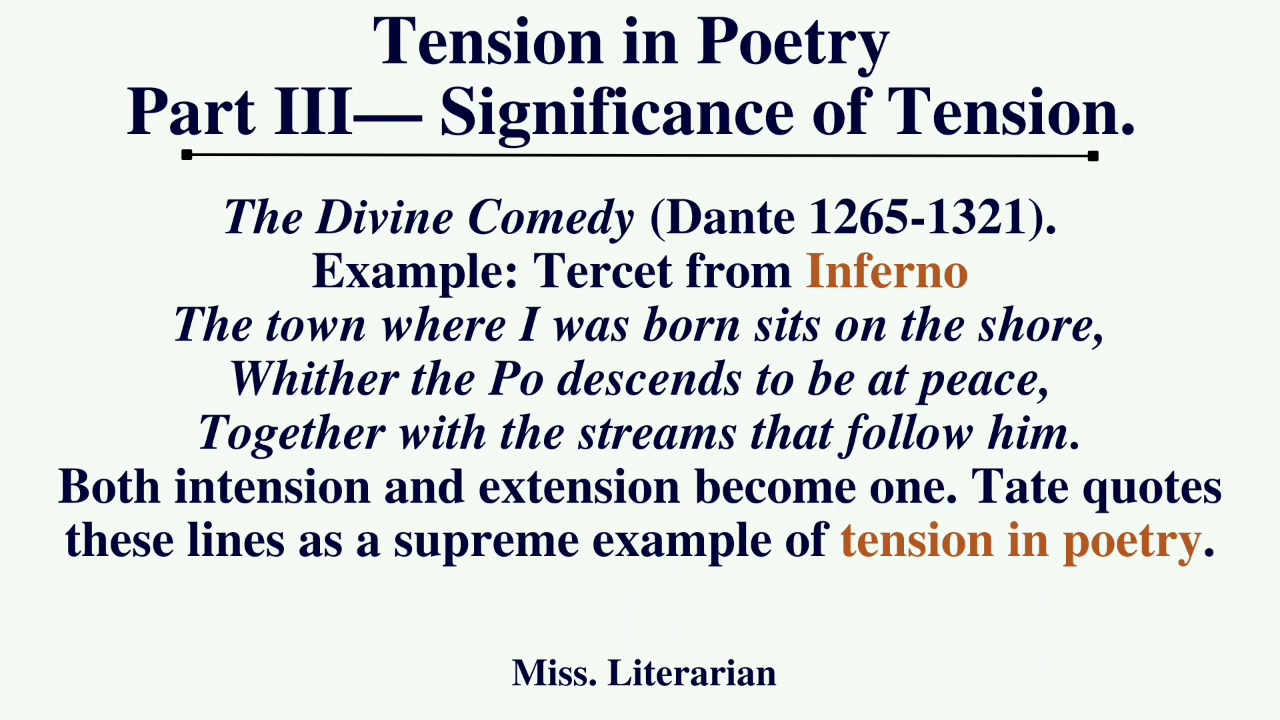 Tension in Poetry
Part III— Significance of Tension.
The Divine Comedy (Dante 1265-1321).
Example: Tercet from Inferno
The town where I was born sits on the shore,
Whither the Po descends to be at peace,
Together with the streams that follow him.
Both intension and extension become one. Tate quotes
these lines as a supreme example of tension in poetry.
Miss. Literarian